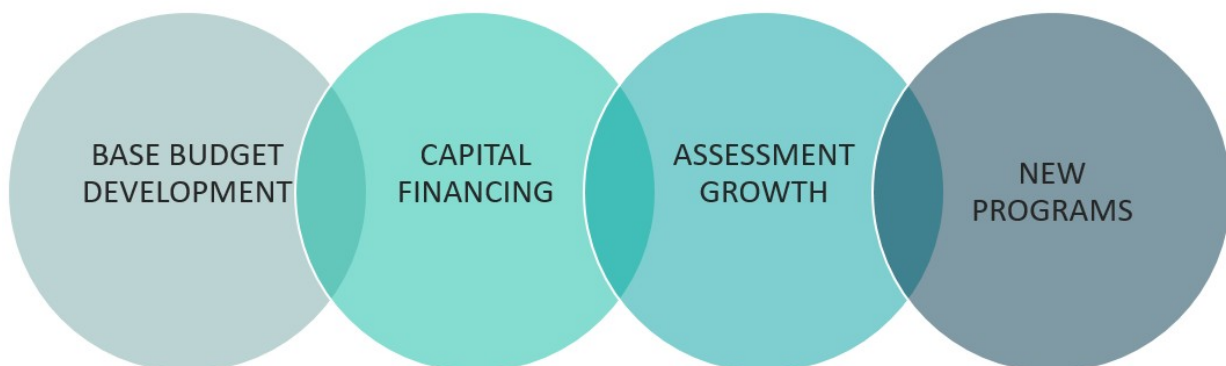 BASE BUDGET
DEVELOPMENT
CAPITAL
FINANCING
ASSESSMENT
GROWTH
NEW
PROGRAMS